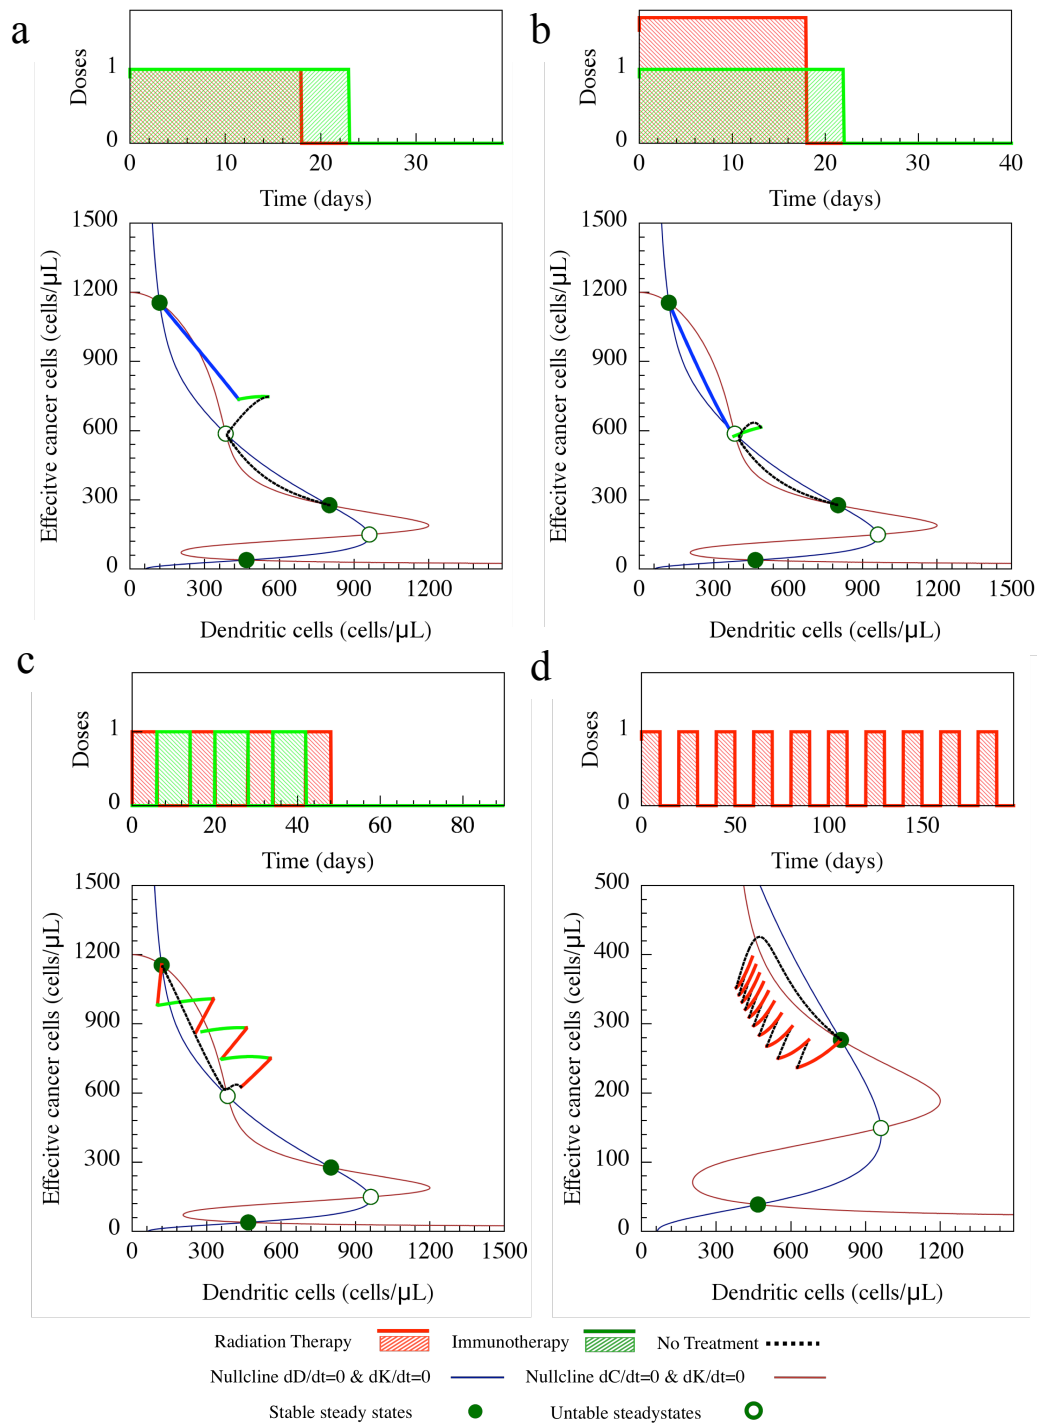 a
Doses
1
0
0 10 20 30
Time (days)
Effecitve cancer cells (cells/μL)
1500
1200
900
600
300
0
0 300 600 900 1200
Dendritic cells (cells/μL)
b
Doses
1
0
0 10 20 30 40
Time (days)
Effecitve cancer cells (cells/μL)
1500
1200
900
600
300
0
0 300 600 900 1200 1500
Dendritic cells (cells/μL)
c
Doses
1
0
0 20 40 60 80
Time (days)
Effecitve cancer cells (cells/μL)
1500
1200
900
600
300
0
0 300 600 900 1200 1500
Dendritic cells (cells/μL)
d
Doses
1
0
0 50 100 150
Time (days)
Effecitve cancer cells (cells/μL)
500
400
300
200
100
0
0 300 600 900 1200
Dendritic cells (cells/μL)
Radiation Therapy Immunotherapy No Treatment
Nullcline dD/dt=0 & dK/dt=0 Nullcline dC/dt=0 & dK/dt=0
Stable steady states Untable steadystates